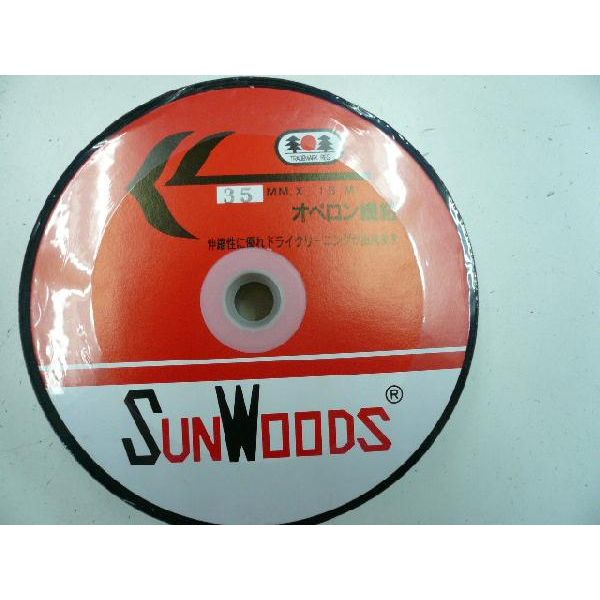 TRADEMARK REG.
35 MM. X 15 M
オペロン織紐
伸縮性に優れドライクリーニングが出来ます
SUNWOODS ®